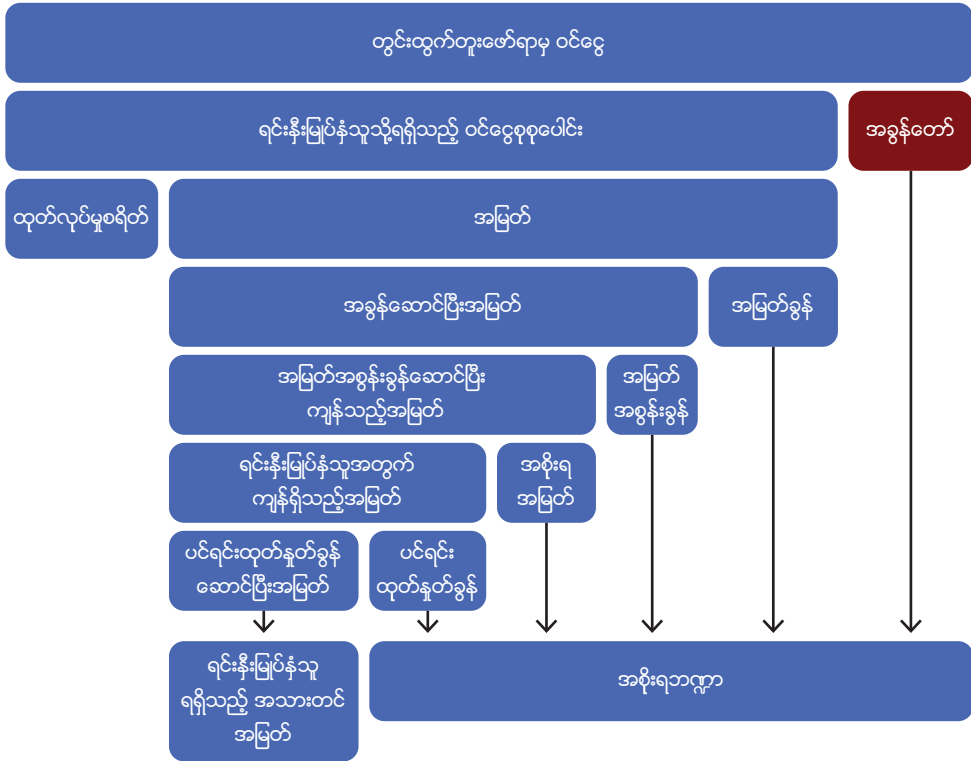 တွင်းထွက်တူးဖော်ရာမှ ဝင်ငွေ
ရင်းနှီးမြှုပ်နှံသူသို့ရရှိသည့် ဝင်ငွေစုစုပေါင်း
အခွန်တော်
ထုတ်လုပ်မှုစရိတ်
အမြတ်
အခွန်ဆောင်ပြီးအမြတ်
အမြတ်ခွန်
အမြတ်အစွန်းခွန်ဆောင်ပြီး
ကျန်သည့်အမြတ်
အမြတ်
အစွန်းခွန်
ရင်းနှီးမြှုပ်နှံသူအတွက်
ကျန်ရှိသည့်အမြတ်
အစိုးရ
အမြတ်
ပင်ရင်းထုတ်နှုတ်ခွန်
ဆောင်ပြီးအမြတ်
ပင်ရင်း
ထုတ်နှုတ်ခွန်
ရင်းနှီးမြှုပ်နှံသူ
ရရှိသည့် အသားတင်
အမြတ်
အစိုးရဘဏ္ဍာ